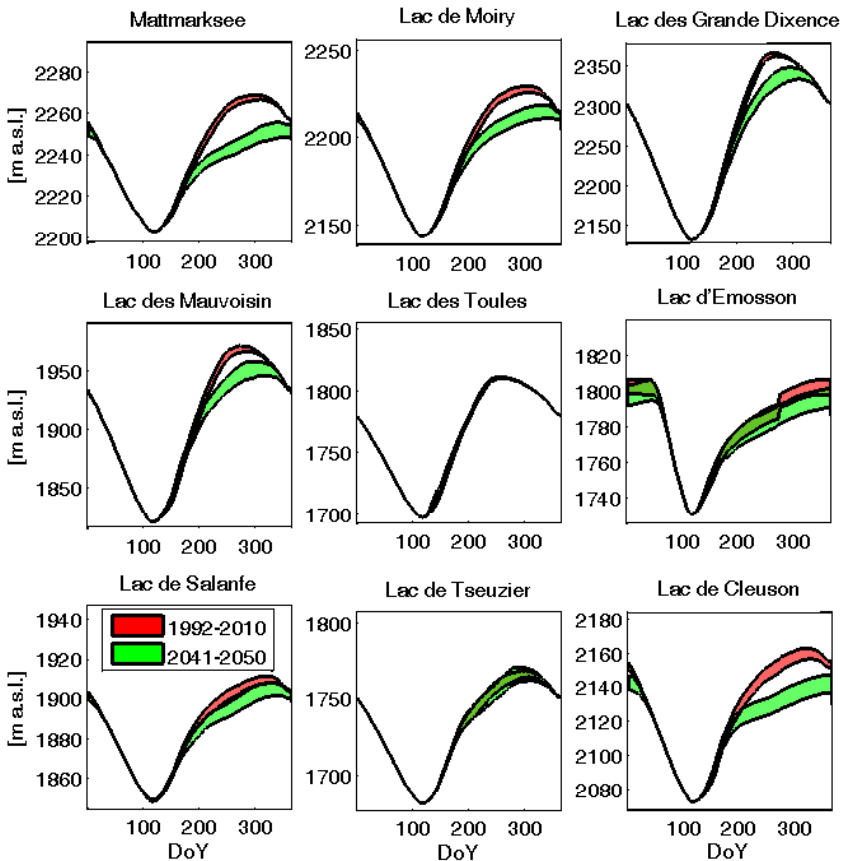 Mattmarksee
Lac de Moiry
Lac des Grande Dixence
[m a.s.l.]
2280
2260
2240
2220
2200
100 200 300
2250
2200
2150
100 200 300
2350
2300
2250
2200
2150
100 200 300
Lac des Mauvoisin
Lac des Toules
Lac d'Emosson
[m a.s.l.]
1950
1900
1850
100 200 300
1850
1800
1750
1700
100 200 300
1820
1800
1780
1760
1740
100 200 300
Lac de Salanfe
Lac de Tseuzier
Lac de Cleuson
[m a.s.l.]
1940
1920
1900
1880
1860
1992-2010
2041-2050
100 200 300
DoY
1800
1750
1700
100 200 300
DoY
2180
2160
2140
2120
2100
2080
100 200 300
DoY